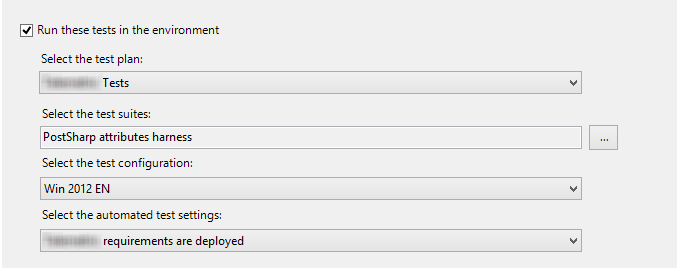 Run these tests in the environment
Select the test plan:
Tests
Select the test suites:
PostSharp attributes harness
...
Select the test configuration:
Win 2012 EN
Select the automated test settings:
requirements are deployed